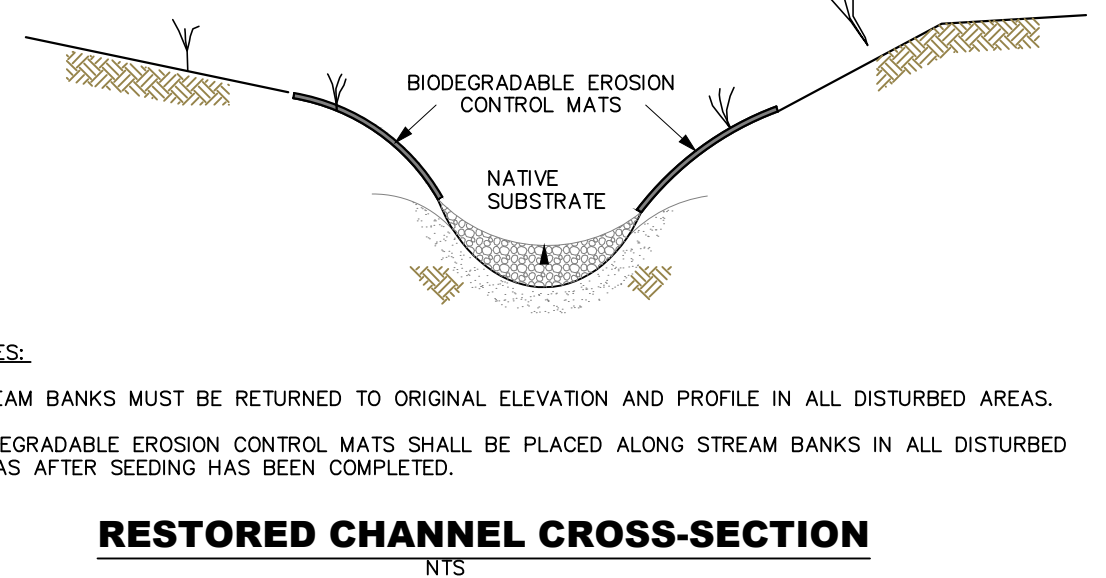 BIODEGRADABLE EROSION
CONTROL MATS
NATIVE
SUBSTRATE
ES:
EAM BANKS MUST BE RETURNED TO ORIGINAL ELEVATION AND PROFILE IN ALL DISTURBED AREAS.
DEGRADABLE EROSION CONTROL MATS SHALL BE PLACED ALONG STREAM BANKS IN ALL DISTURBED
AS AFTER SEEDING HAS BEEN COMPLETED.
RESTORED CHANNEL CROSS-SECTION
NTS